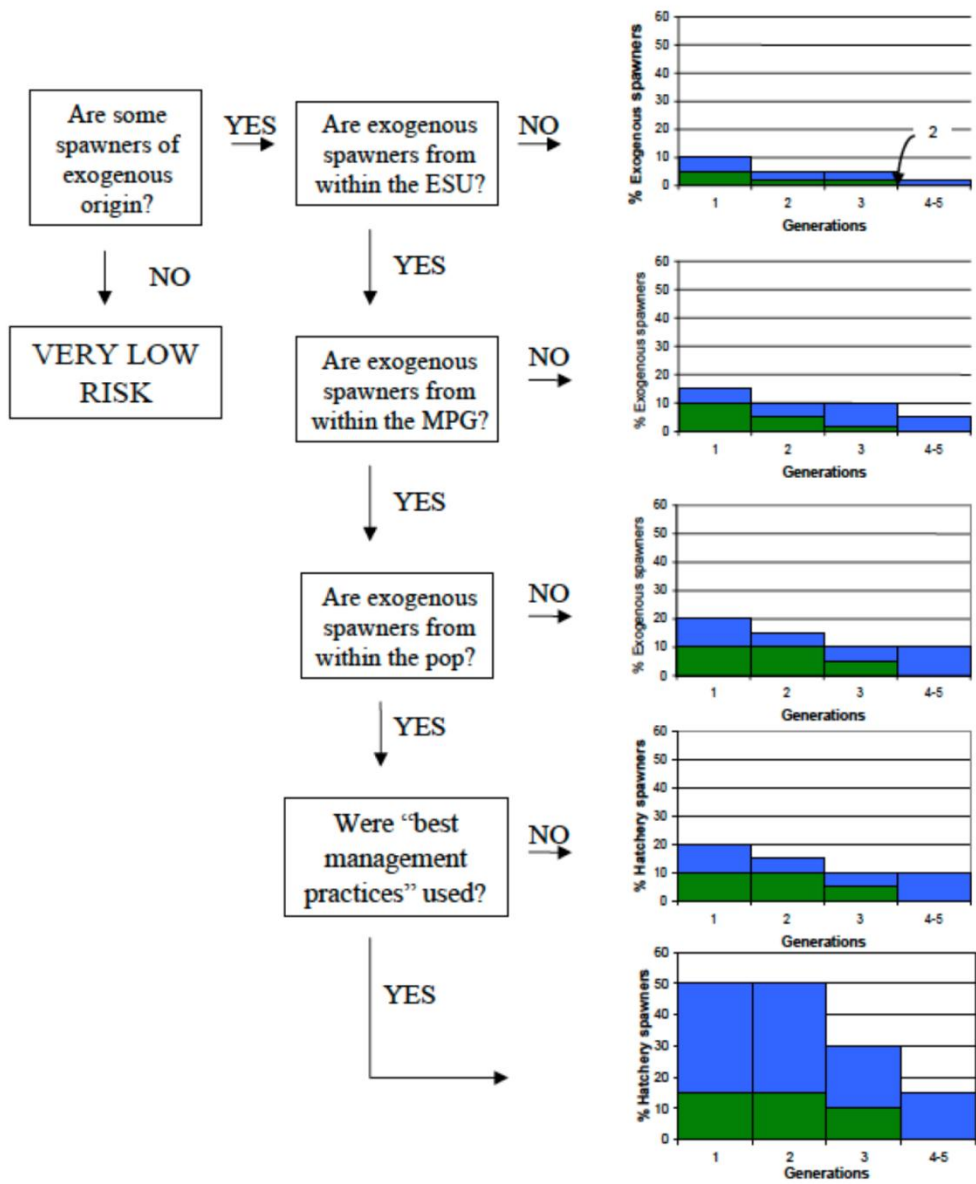 Are some
spawners of
exogenous
origin?
YES
Are exogenous
spawners from
within the ESU?
NO
% Exogenous spawners
60
50
40
30
20
10
0
2
1
2
3
4-5
Generations
NO
YES
VERY LOW
RISK
Are exogenous
spawners from
within the MPG?
NO
% Exogenous spawners
60
50
40
30
20
10
0
1
2
3
4-5
Generations
YES
Are exogenous
spawners from
within the pop?
NO
% Exogenous spawners
60
50
40
30
20
10
0
1
2
3
4-5
Generations
YES
Were “best
management
practices” used?
NO
% Hatchery spawners
60
50
40
30
20
10
0
1
2
3
4-5
Generations
YES
% Hatchery spawners
60
50
40
30
20
10
0
1
2
3
4-5
Generations